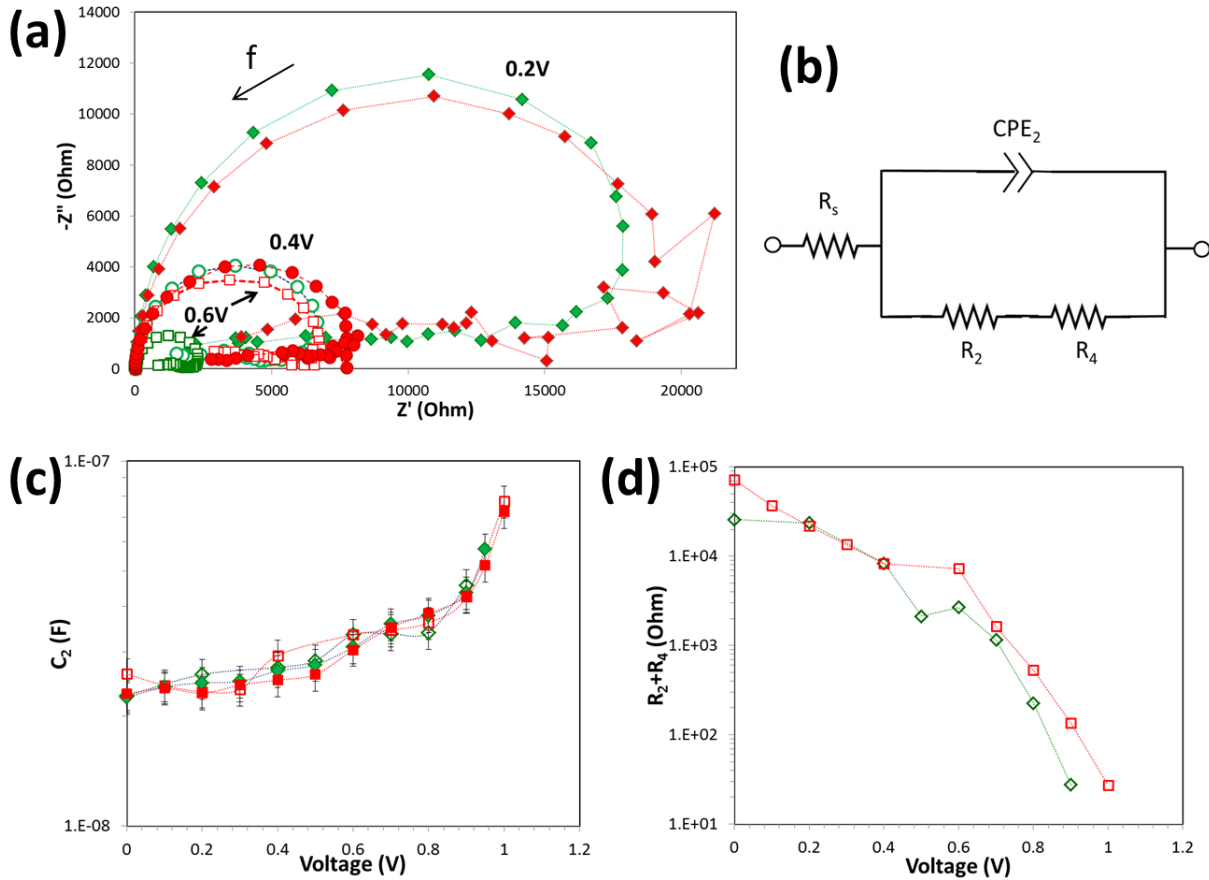 (a)
-Z" (Ohm)
14000
12000
10000
8000
6000
4000
2000
0
f
0.2V
0.4V
0.6V
0 5000 10000 15000 20000
Z' (Ohm)
(b)
CPE2
Rs
R2 R4
(c)
C2 (F)
1.E-07
1.E-08
0 0.2 0.4 0.6 0.8 1 1.2
Voltage (V)
(d)
R2+R4 (Ohm)
1.E+05
1.E+04
1.E+03
1.E+02
1.E+01
0 0.2 0.4 0.6 0.8 1 1.2
Voltage (V)